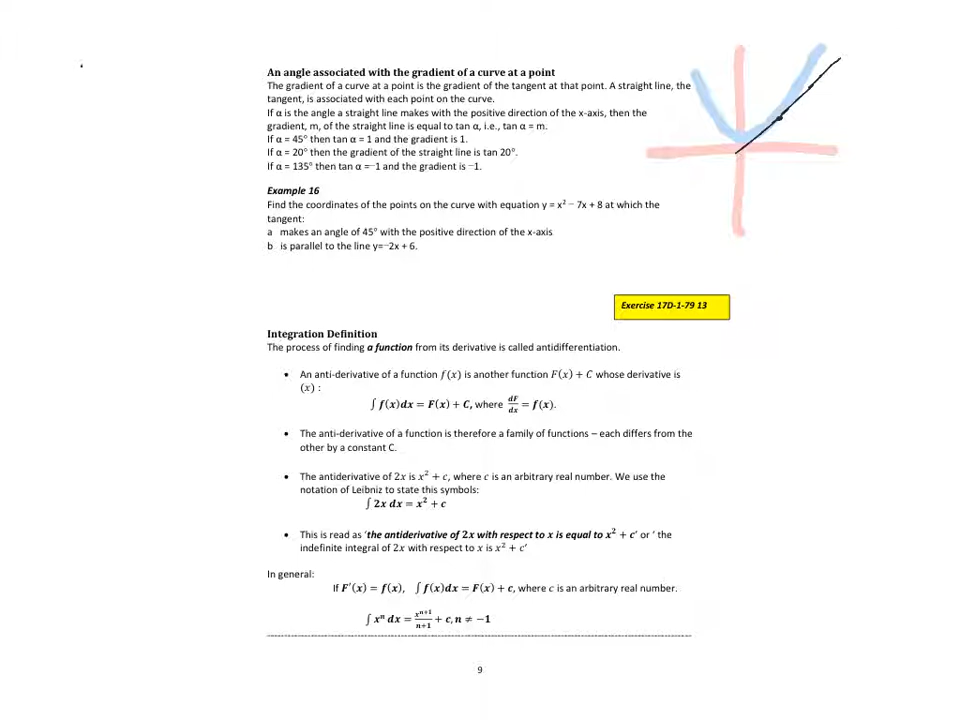 An angle associated with the gradient of a curve at a point
The gradient of a curve at a point is the gradient of the tangent at that point. A straight line, the
tangent, is associated with each point on the curve.
If α is the angle a straight line makes with the positive direction of the x-axis, then the
gradient, m, of the straight line is equal to tan α, i.e., tan α = m.
If α = 45° then tan α = 1 and the gradient is 1.
If α = 20° then the gradient of the straight line is tan 20°.
If α = 135° then tan α =⁻1 and the gradient is ⁻1.
Example 16
Find the coordinates of the points on the curve with equation y = x² ⁻ 7x + 8 at which the
tangent:
a makes an angle of 45° with the positive direction of the x-axis
b is parallel to the line y=⁻2x + 6.
Exercise 17D-1-79 13
Integration Definition
The process of finding a function from its derivative is called antidifferentiation.
• An anti-derivative of a function f(x) is another function F(x) + C whose derivative is
(x) :
∫ f(x)dx = F(x) + C, where dF/dx = f(x).
• The anti-derivative of a function is therefore a family of functions – each differs from the
other by a constant C.
• The antiderivative of 2x is x² + c, where c is an arbitrary real number. We use the
notation of Leibniz to state this symbols:
∫ 2x dx = x² + c
• This is read as 'the antiderivative of 2x with respect to x is equal to x² + c' or ' the
indefinite integral of 2x with respect to x is x² + c'
In general:
If F′(x) = f(x), ∫ f(x)dx = F(x) + c, where c is an arbitrary real number.
∫ xⁿ dx = xⁿ⁺¹/n+1 + c, n ≠ −1
9